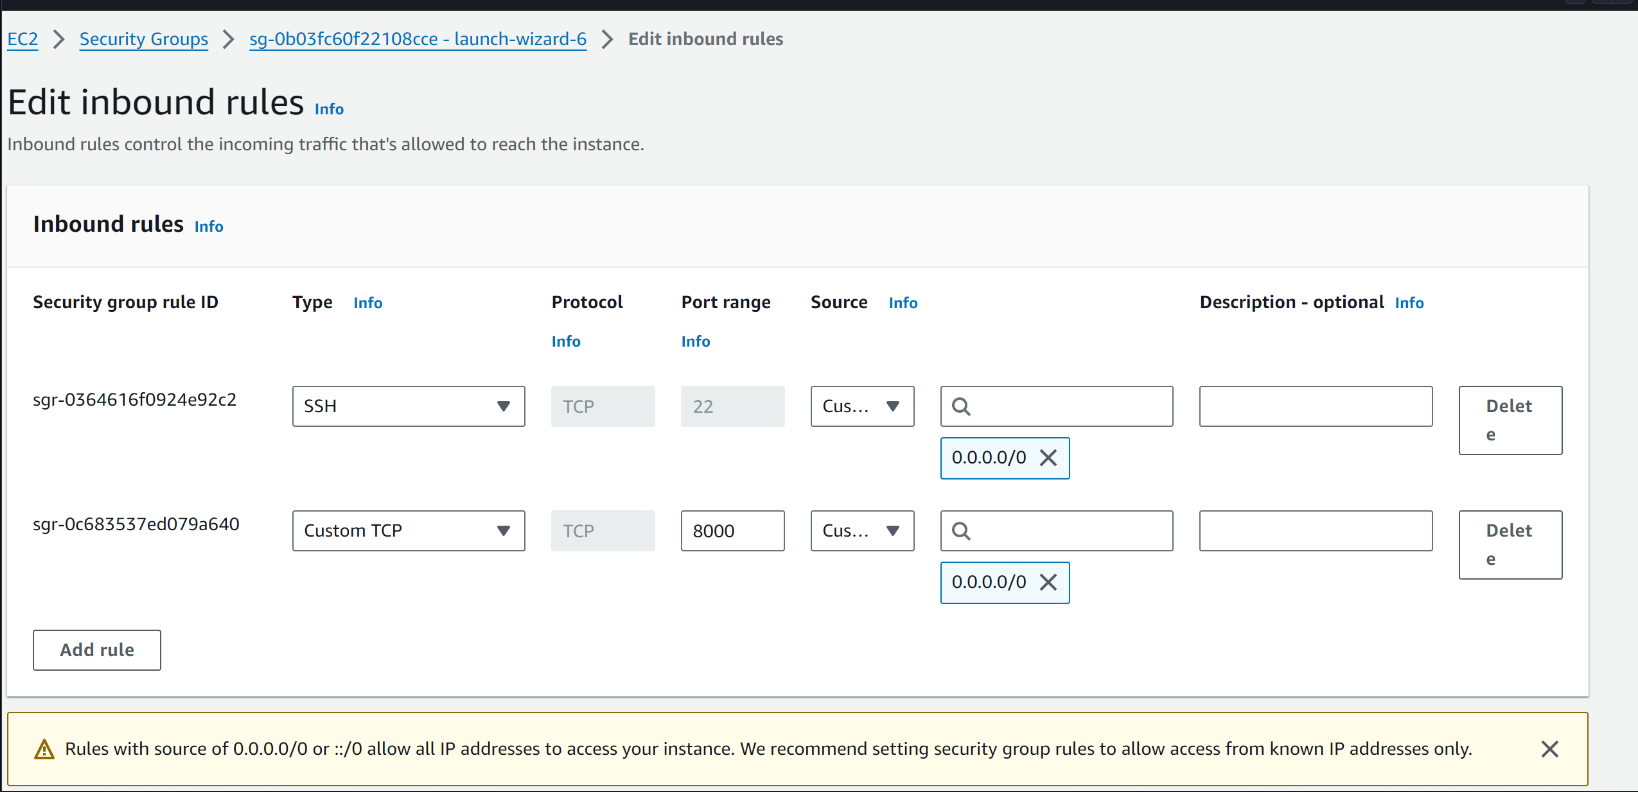 EC2 > Security Groups > sg-0b03fc60f22108cce - launch-wizard-6 > Edit inbound rules
Edit inbound rules Info
Inbound rules control the incoming traffic that's allowed to reach the instance.
Inbound rules Info
Security group rule ID Type Info Protocol Port range Source Info Description - optional Info
Info Info
sgr-0364616f0924e92c2 SSH TCP 22 Cus... Delet
e
0.0.0.0/0
sgr-0c683537ed079a640 Custom TCP TCP 8000 Cus... Delet
e
0.0.0.0/0
Add rule
Rules with source of 0.0.0.0/0 or ::/0 allow all IP addresses to access your instance. We recommend setting security group rules to allow access from known IP addresses only.